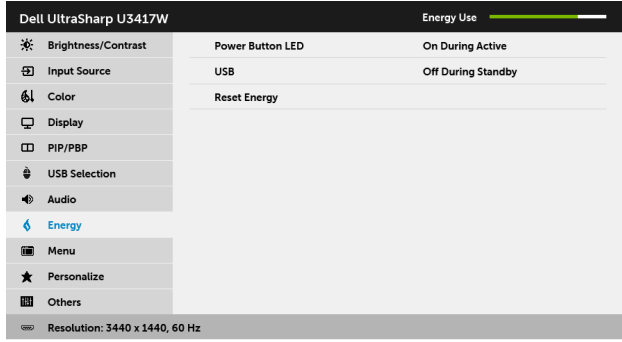 Dell UltraSharp U3417W Energy Use
Brightness/Contrast Power Button LED On During Active
Input Source USB Off During Standby
Color Reset Energy
Display
PIP/PBP
USB Selection
Audio
Energy
Menu
Personalize
Others
Resolution: 3440 x 1440, 60 Hz